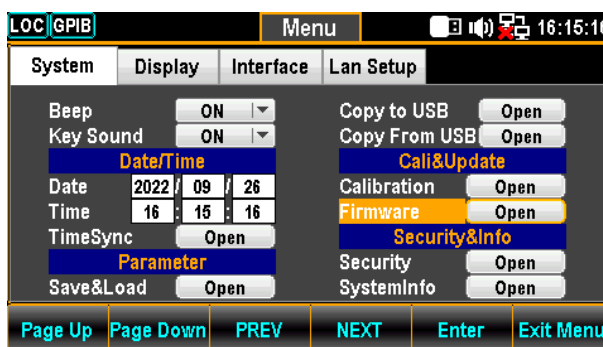 LOC GPIB Menu 16:15:16
System Display Interface Lan Setup
Beep ON Copy to USB Open
Key Sound ON Copy From USB Open
Date/Time Cali&Update
Date 2022 / 09 / 26 Calibration Open
Time 16 : 15 : 16 Firmware Open
TimeSync Open Security&Info
Parameter Security Open
Save&Load Open SystemInfo Open
Page Up Page Down PREV NEXT Enter Exit Menu